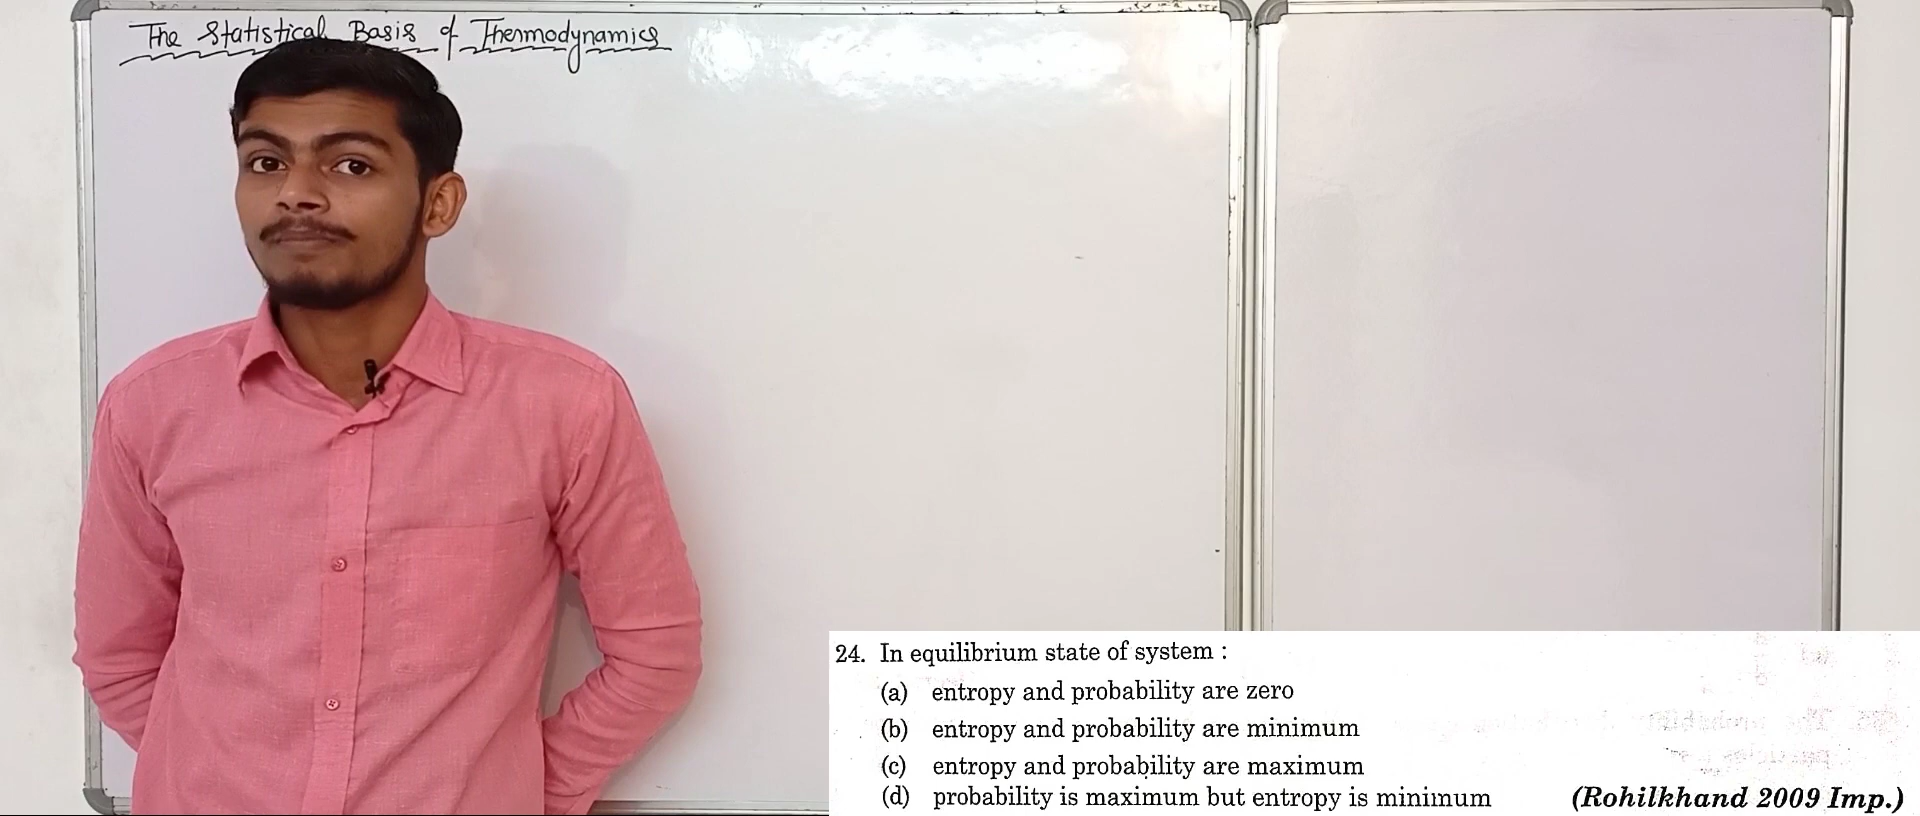 The Statistical Basis of Thermodynamics
24. In equilibrium state of system :
(a) entropy and probability are zero
(b) entropy and probability are minimum
(c) entropy and probability are maximum
(d) probability is maximum but entropy is minimum (Rohilkhand 2009 Imp.)